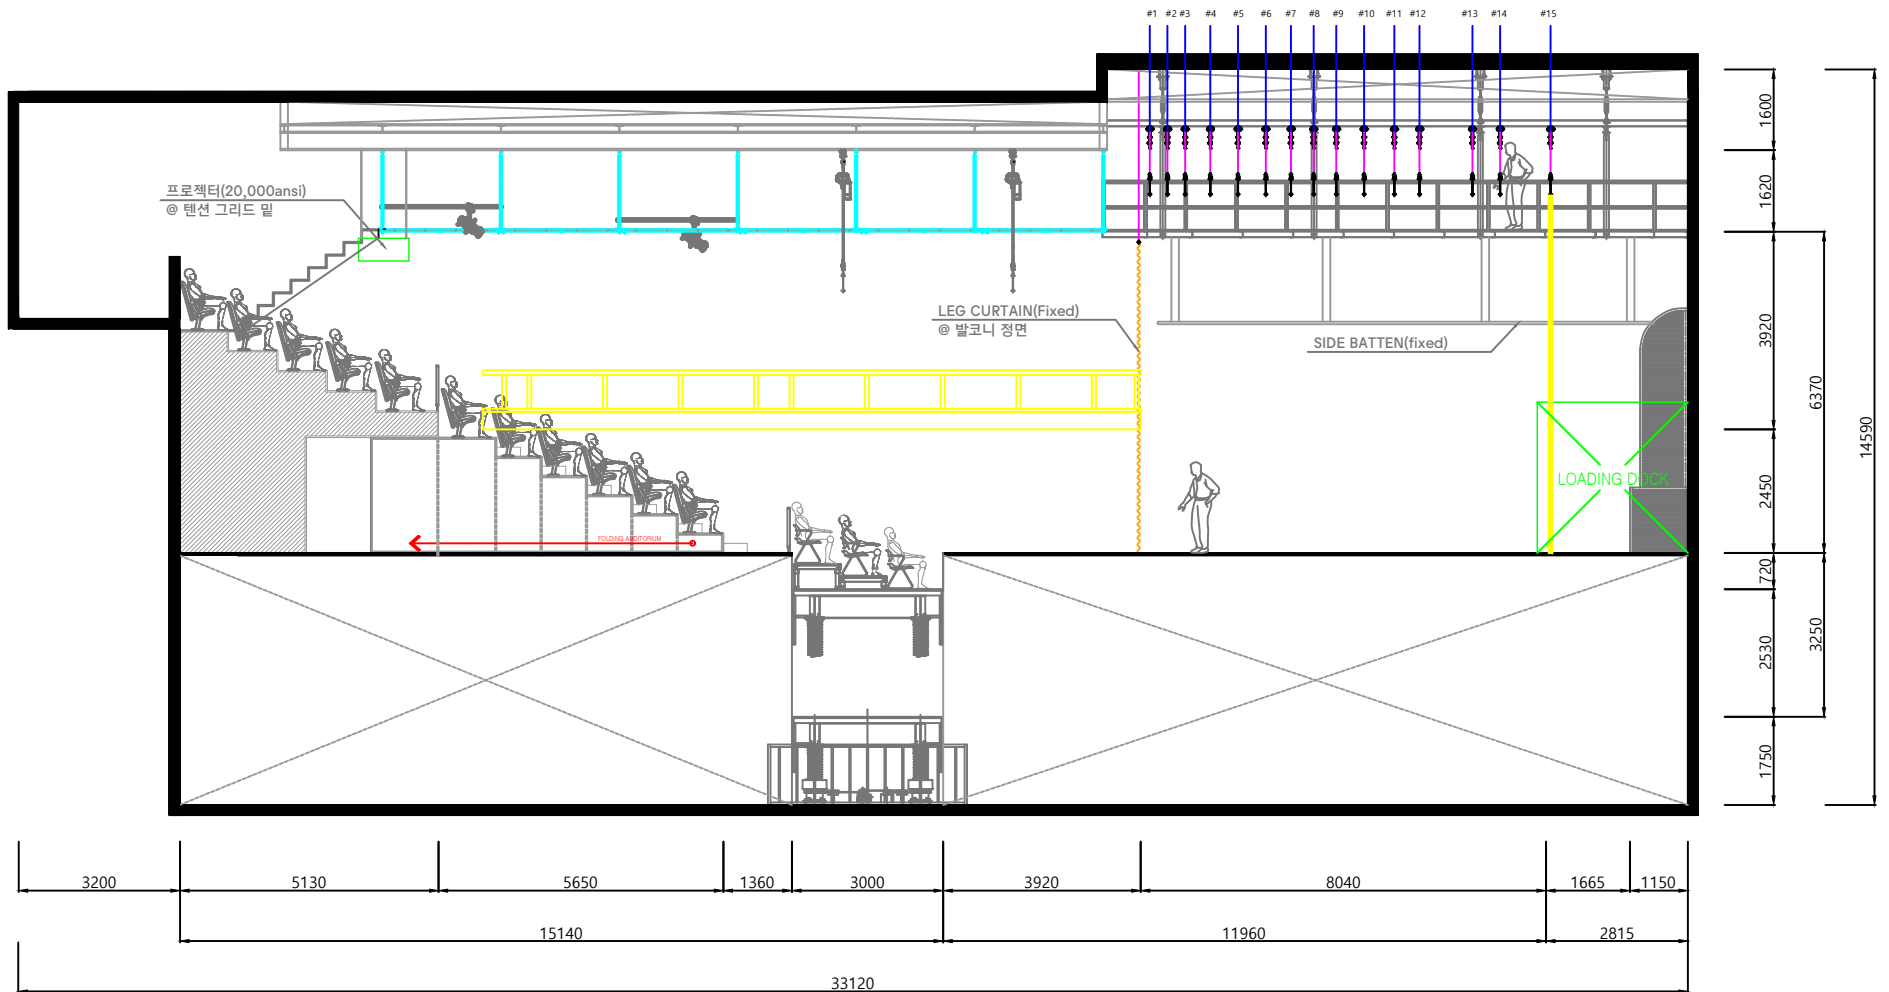 #1 #2 #3 #4 #5 #6 #7 #8 #9 #10 #11 #12 #13 #14 #15
프로젝터(20,000ansi)
@ 텐션 그리드 밑
LEG CURTAIN(Fixed)
@ 발코니 정면
SIDE BATTEN(fixed)
LOADING DOCK
FOLDING AUDITORIUM
1600
1620
3920
2450
720
2530
1750
6370
3250
14590
3200 5130 5650 1360 3000 3920 8040 1665 1150
15140 11960 2815
33120